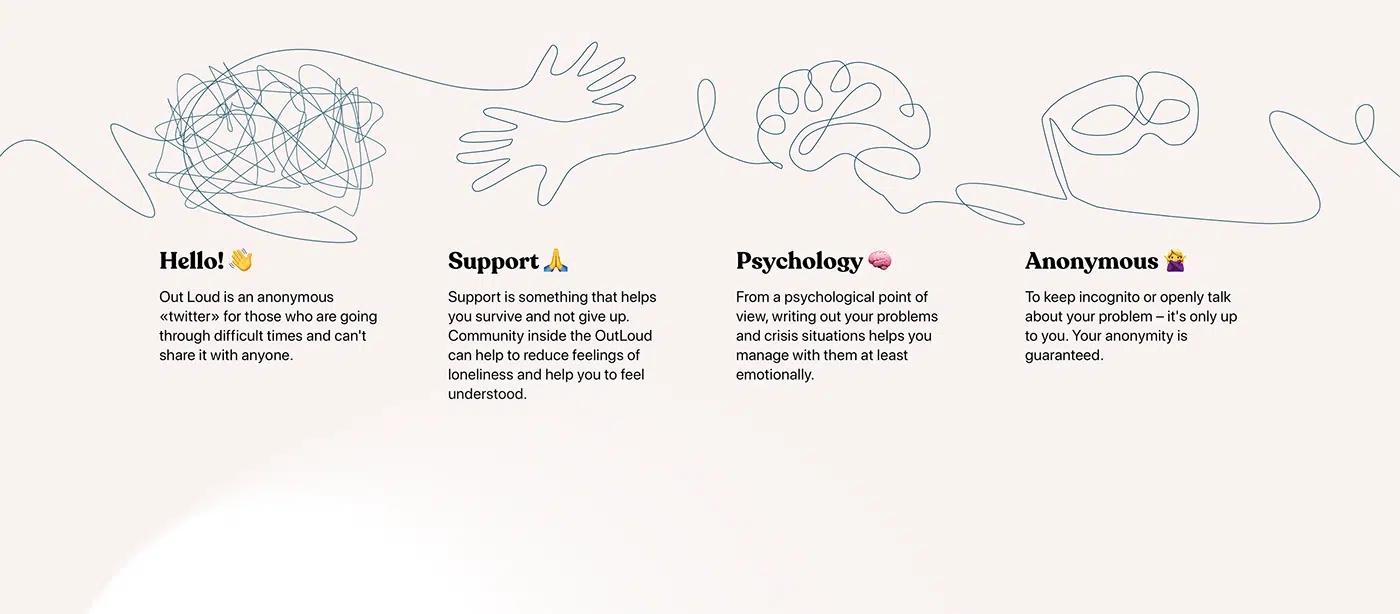 Hello! 👋
Out Loud is an anonymous
«twitter» for those who are going
through difficult times and can't
share it with anyone.
Support 🙏
Support is something that helps
you survive and not give up.
Community inside the OutLoud
can help to reduce feelings of
loneliness and help you to feel
understood.
Psychology 🧠
From a psychological point of
view, writing out your problems
and crisis situations helps you
manage with them at least
emotionally.
Anonymous 🙅‍♀️
To keep incognito or openly talk
about your problem – it's only up
to you. Your anonymity is
guaranteed.